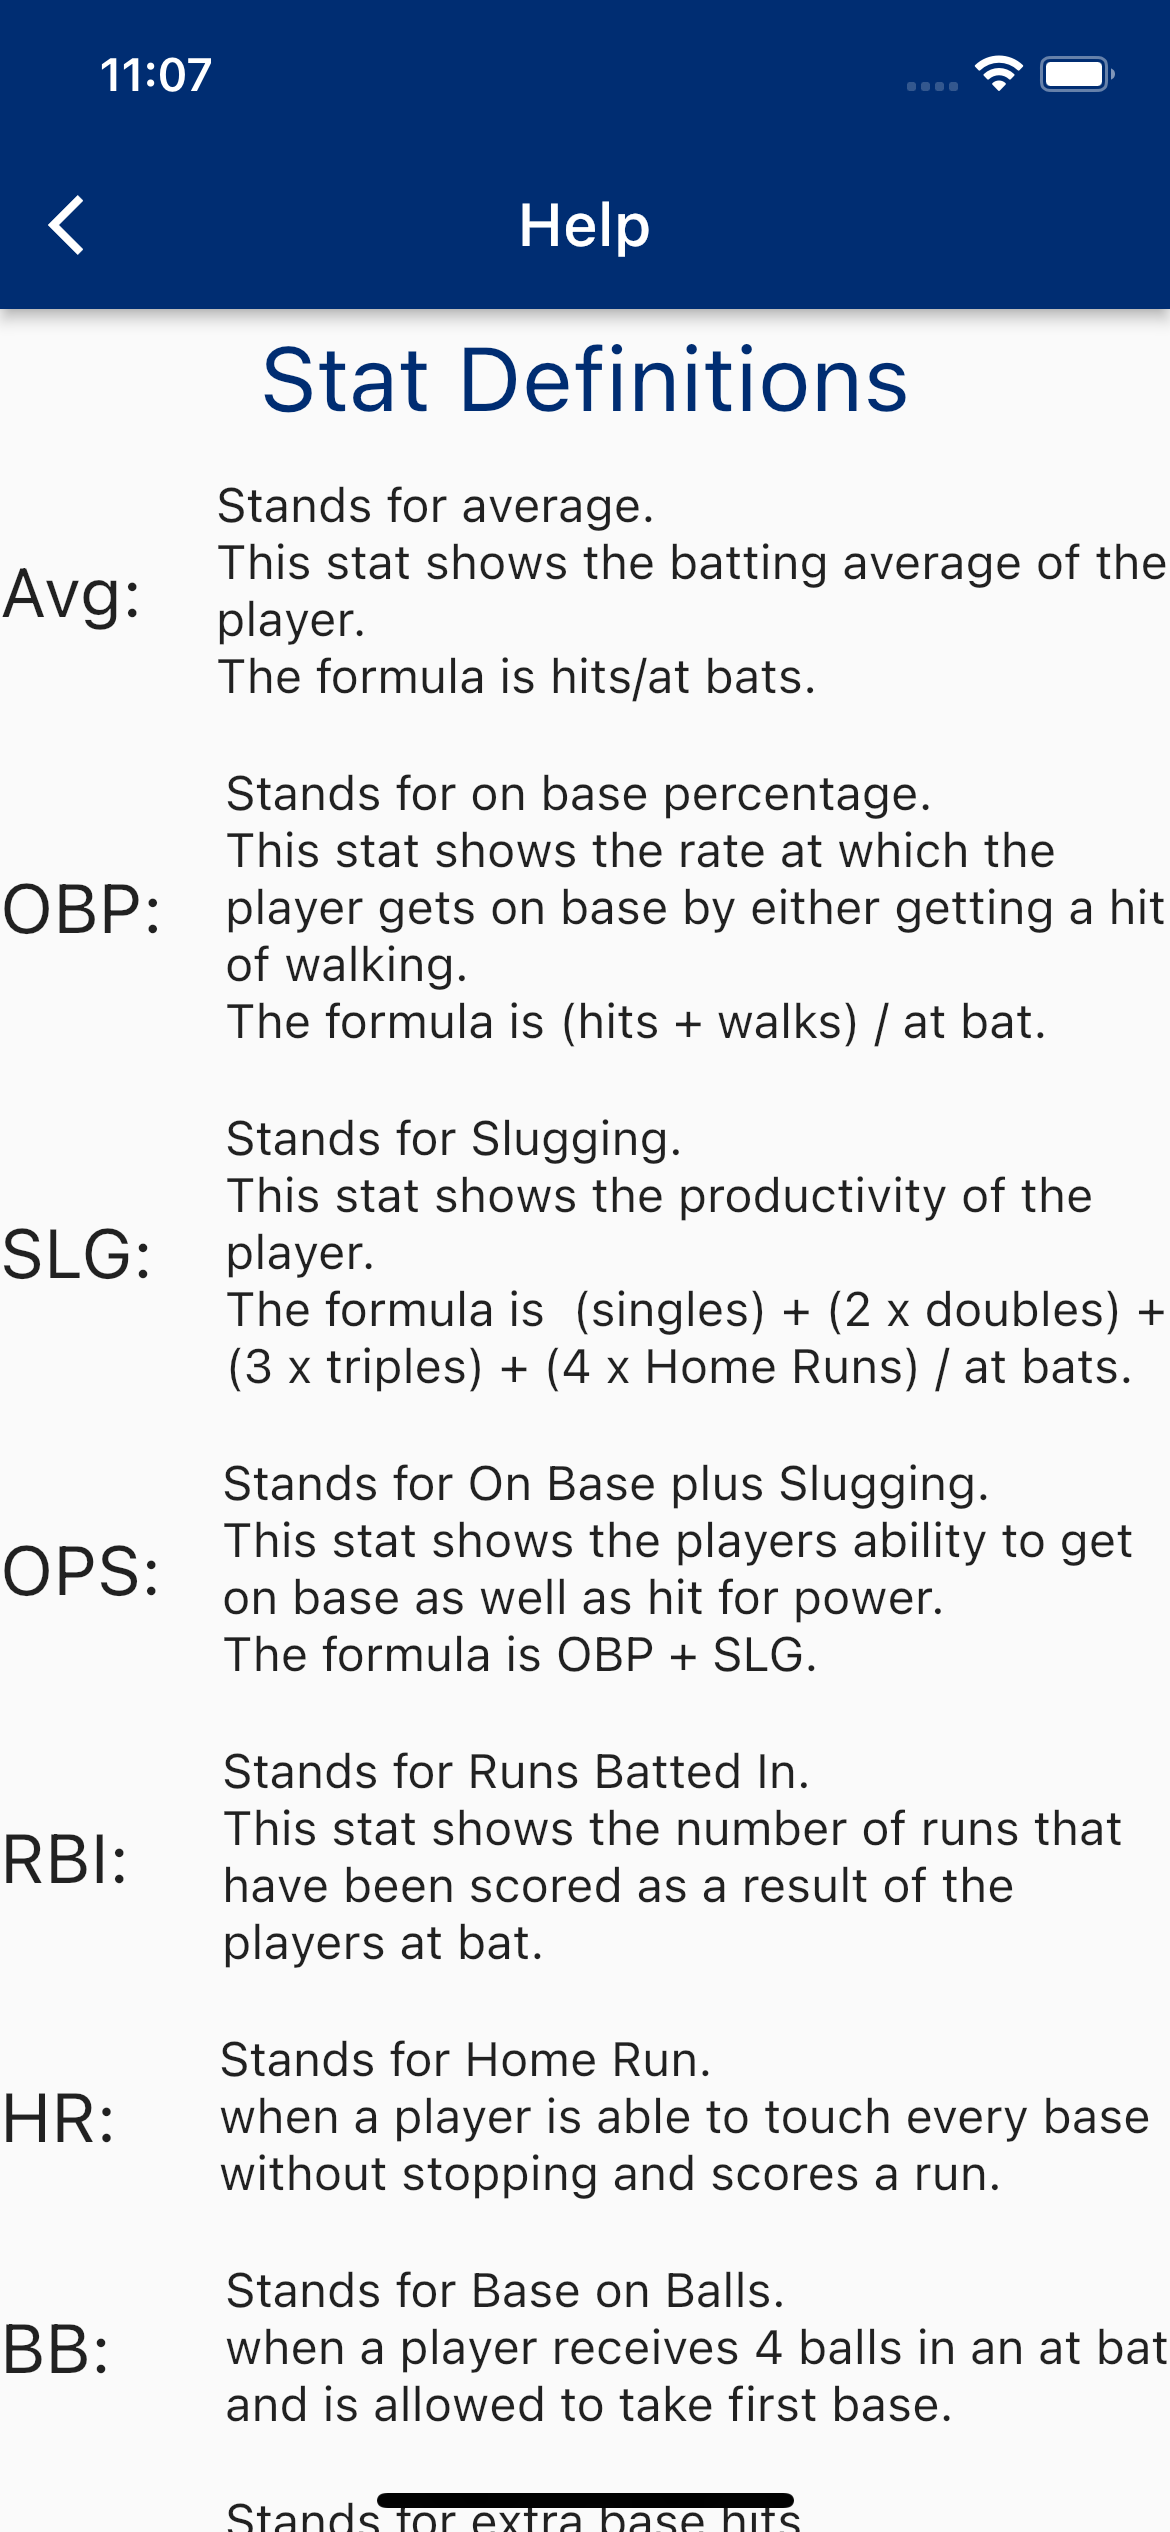 11:07
Help
Stat Definitions
Avg:
Stands for average.
This stat shows the batting average of the
player.
The formula is hits/at bats.
OBP:
Stands for on base percentage.
This stat shows the rate at which the
player gets on base by either getting a hit
of walking.
The formula is (hits + walks) / at bat.
SLG:
Stands for Slugging.
This stat shows the productivity of the
player.
The formula is  (singles) + (2 x doubles) +
(3 x triples) + (4 x Home Runs) / at bats.
OPS:
Stands for On Base plus Slugging.
This stat shows the players ability to get
on base as well as hit for power.
The formula is OBP + SLG.
RBI:
Stands for Runs Batted In.
This stat shows the number of runs that
have been scored as a result of the
players at bat.
HR:
Stands for Home Run.
when a player is able to touch every base
without stopping and scores a run.
BB:
Stands for Base on Balls.
when a player receives 4 balls in an at bat
and is allowed to take first base.
Stands for extra base hits